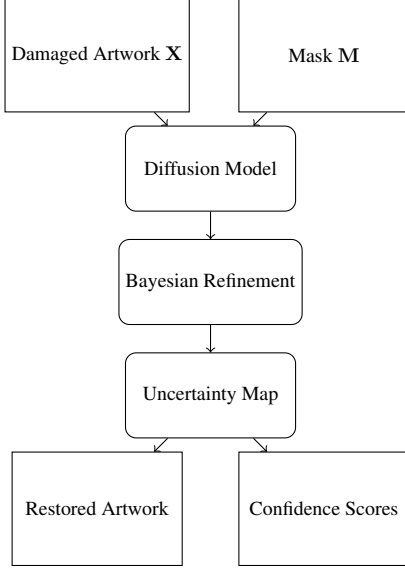 Damaged Artwork X
Mask M
Diffusion Model
Bayesian Refinement
Uncertainty Map
Restored Artwork
Confidence Scores